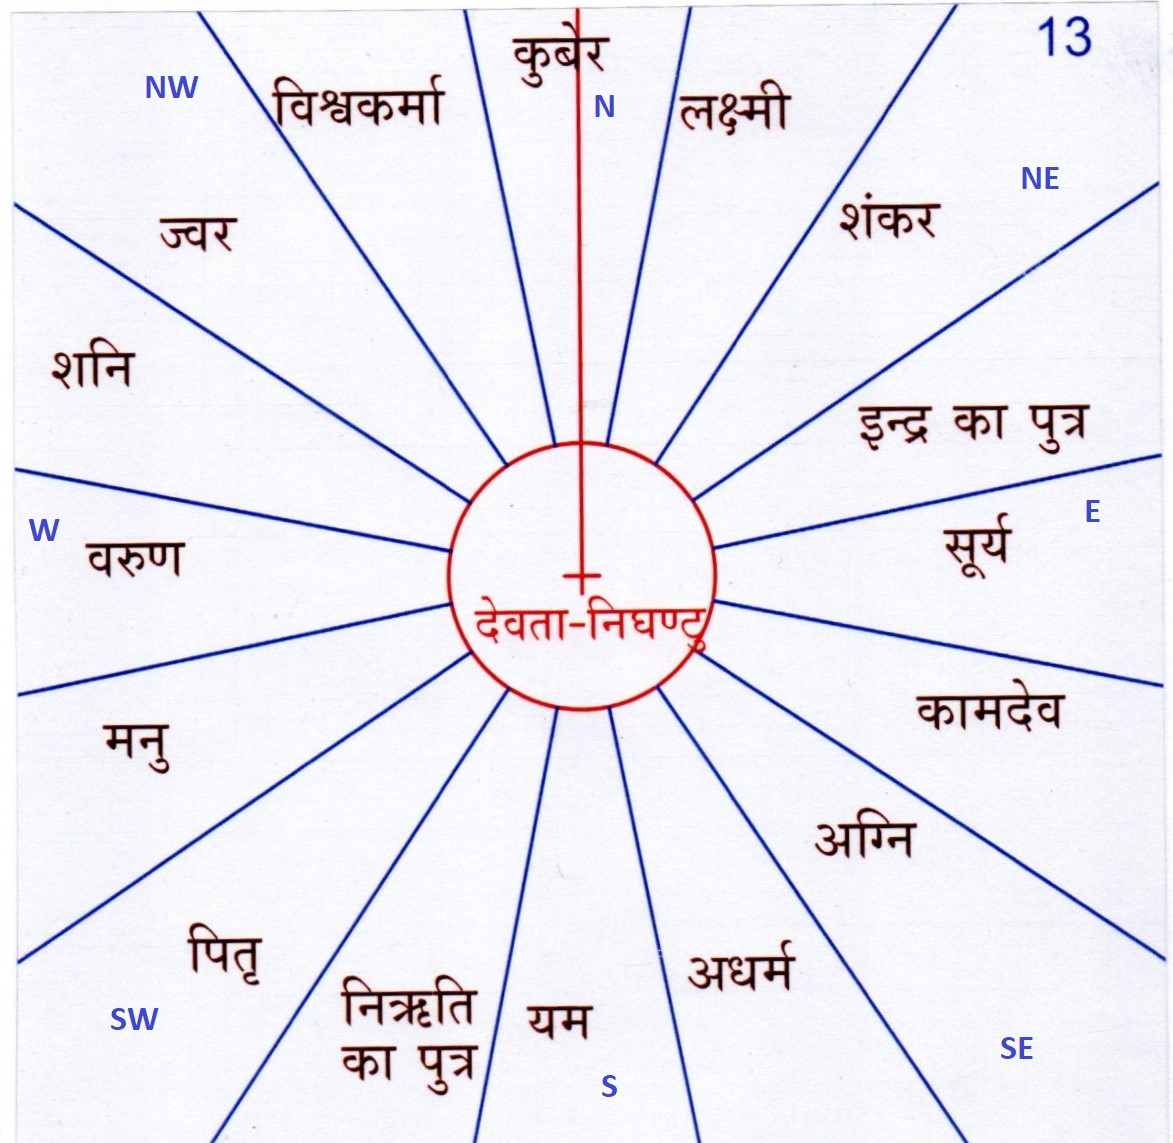 13
कुबेर
N
लक्ष्मी
NE
शंकर
इन्द्र का पुत्र
E
सूर्य
कामदेव
अग्नि
SE
अधर्म
S
यम
निऋति
का पुत्र
SW
पितृ
मनु
W
वरुण
शनि
ज्वर
NW
विश्वकर्मा
देवता-निघण्टु